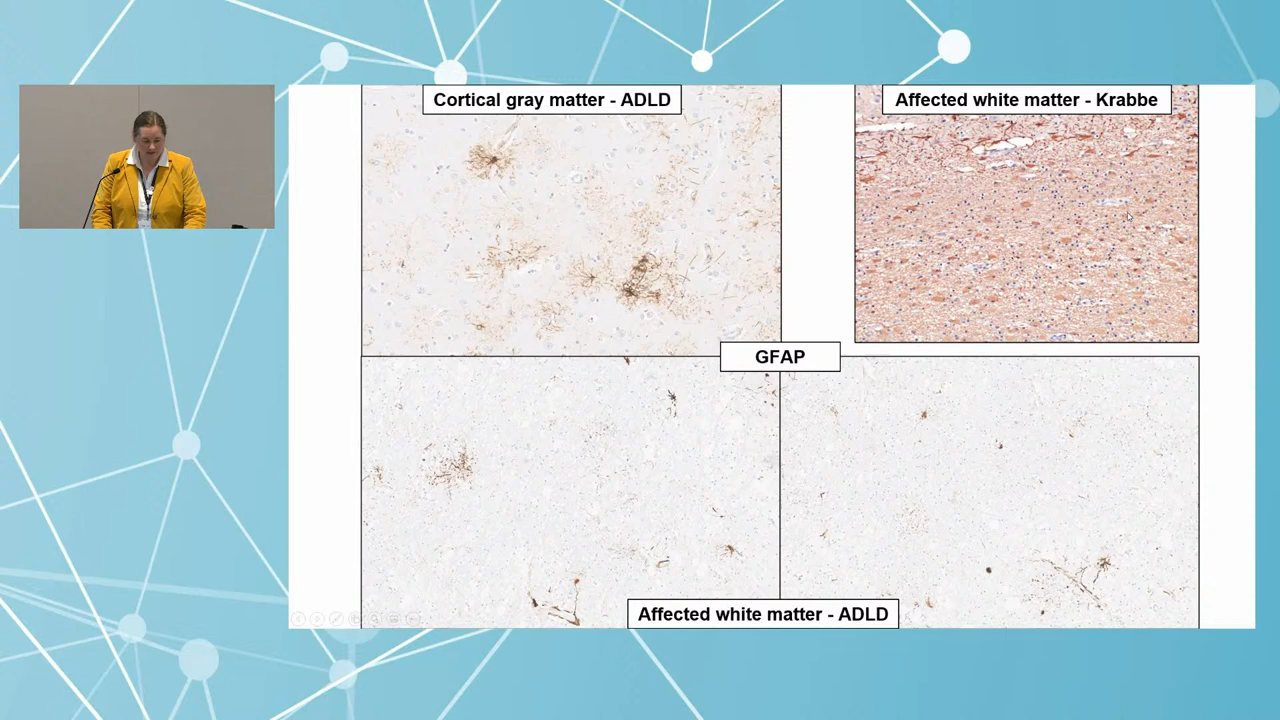 Cortical gray matter - ADLD
Affected white matter - Krabbe
GFAP
Affected white matter - ADLD